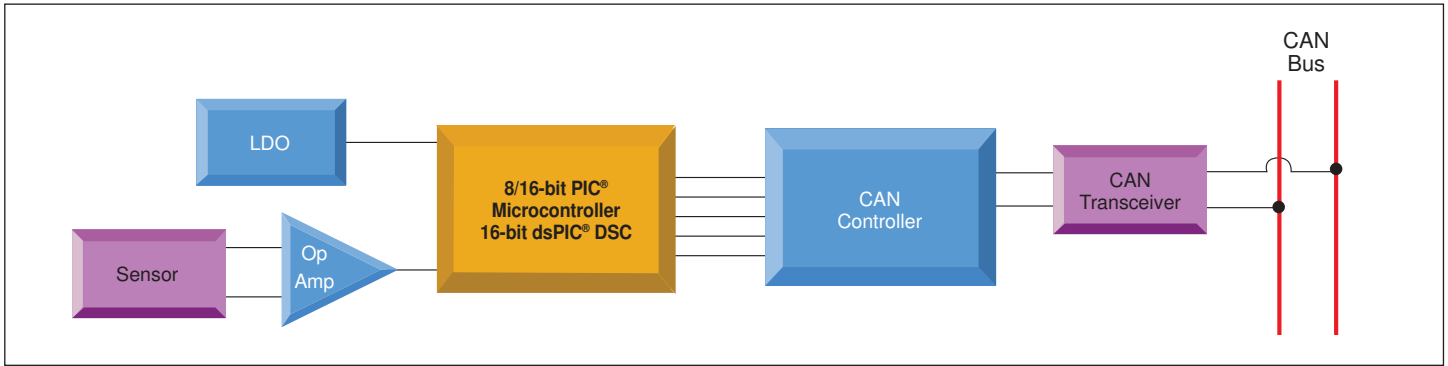 CAN
Bus
LDO
8/16-bit PIC®
Microcontroller
16-bit dsPIC® DSC
CAN
Controller
CAN
Transceiver
Sensor
Op
Amp